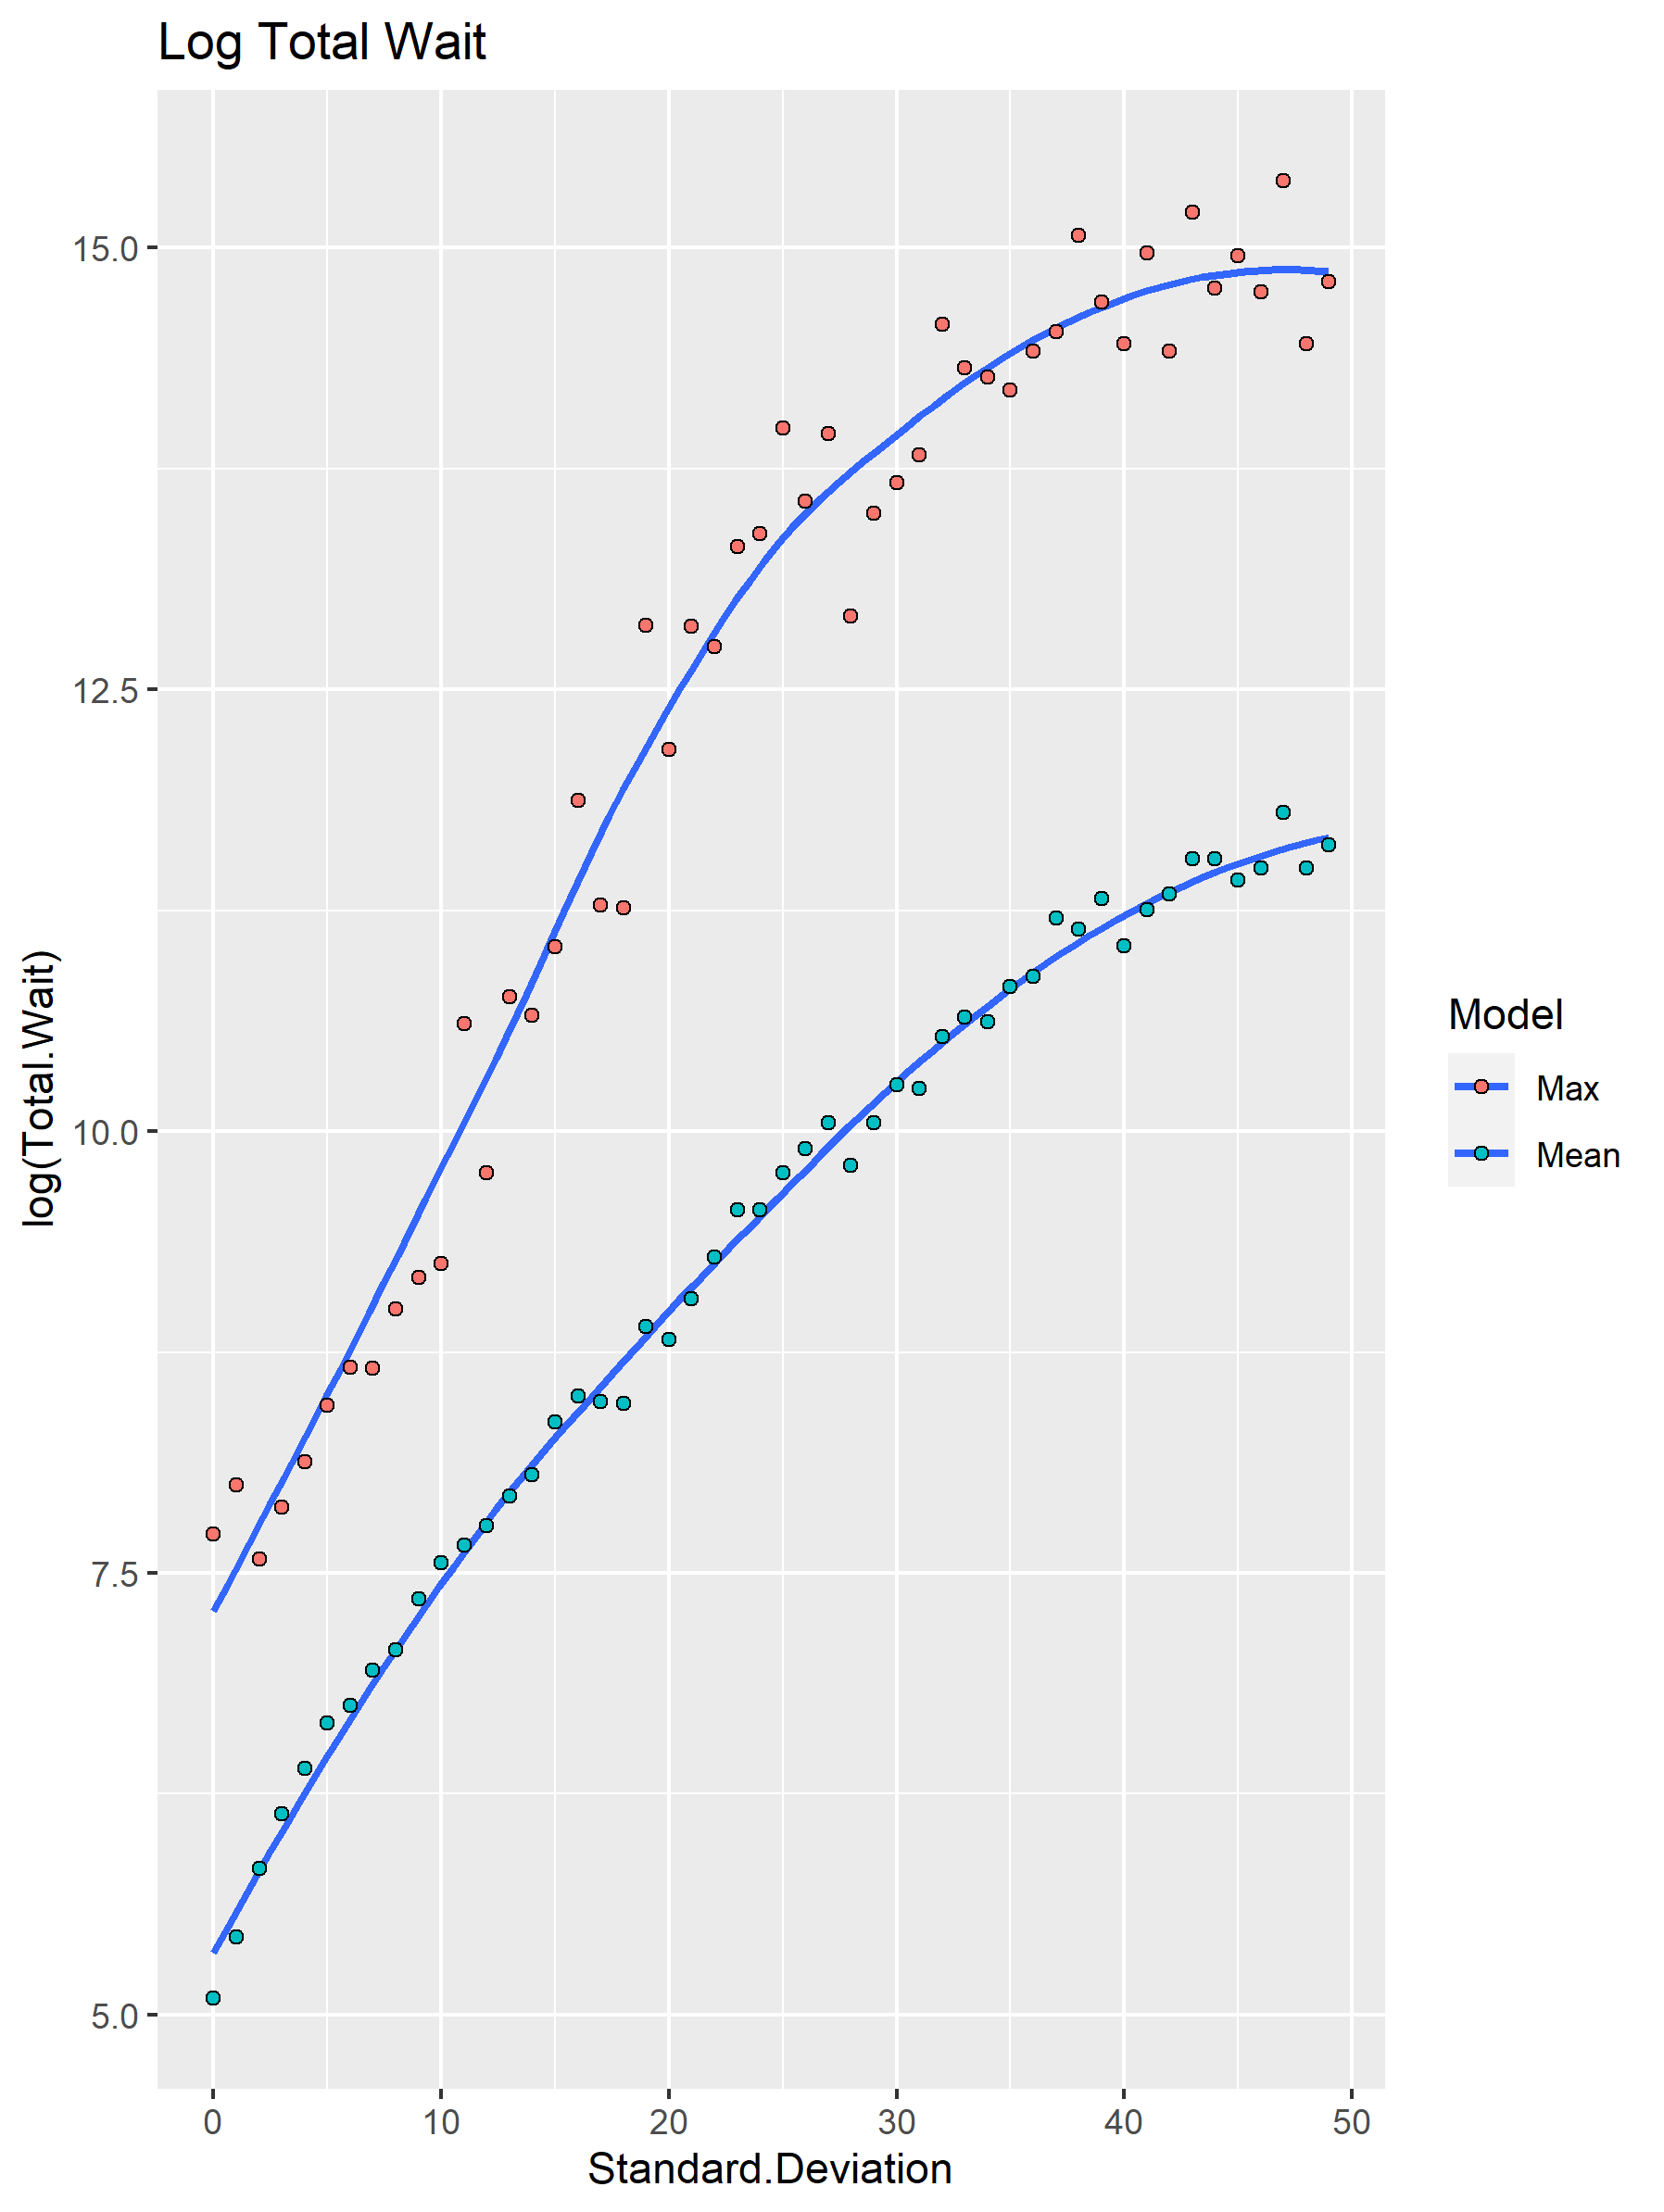 Log Total Wait
15.0
12.5
10.0
7.5
5.0
log(Total.Wait)
0 10 20 30 40 50
Standard.Deviation
Model
Max
Mean